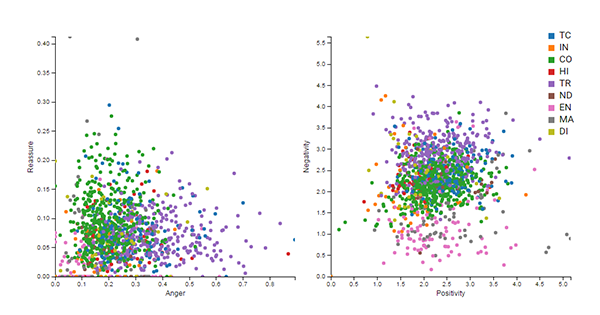 0.40
0.35
0.30
0.25
0.20
0.15
0.10
0.05
0.00
Reassure
0.0 0.1 0.2 0.3 0.4 0.5 0.6 0.7 0.8
Anger
5.5
5.0
4.5
4.0
3.5
3.0
2.5
2.0
1.5
1.0
0.5
0.0
Negativity
0.0 0.5 1.0 1.5 2.0 2.5 3.0 3.5 4.0 4.5 5.0
Positivity
TC
IN
CO
HI
TR
ND
EN
MA
DI